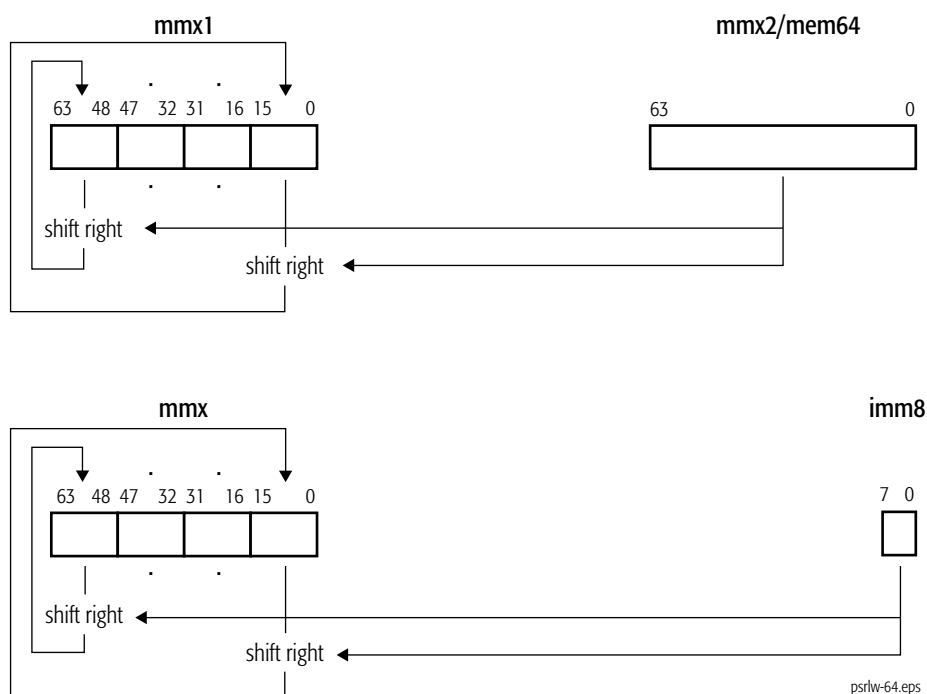 mmx1 mmx2/mem64
. .
63 48 47 32 31 16 15 0 63 0
. .
shift right
shift right
mmx imm8
. .
63 48 47 32 31 16 15 0 7 0
. .
shift right
shift right
psrlw-64.eps